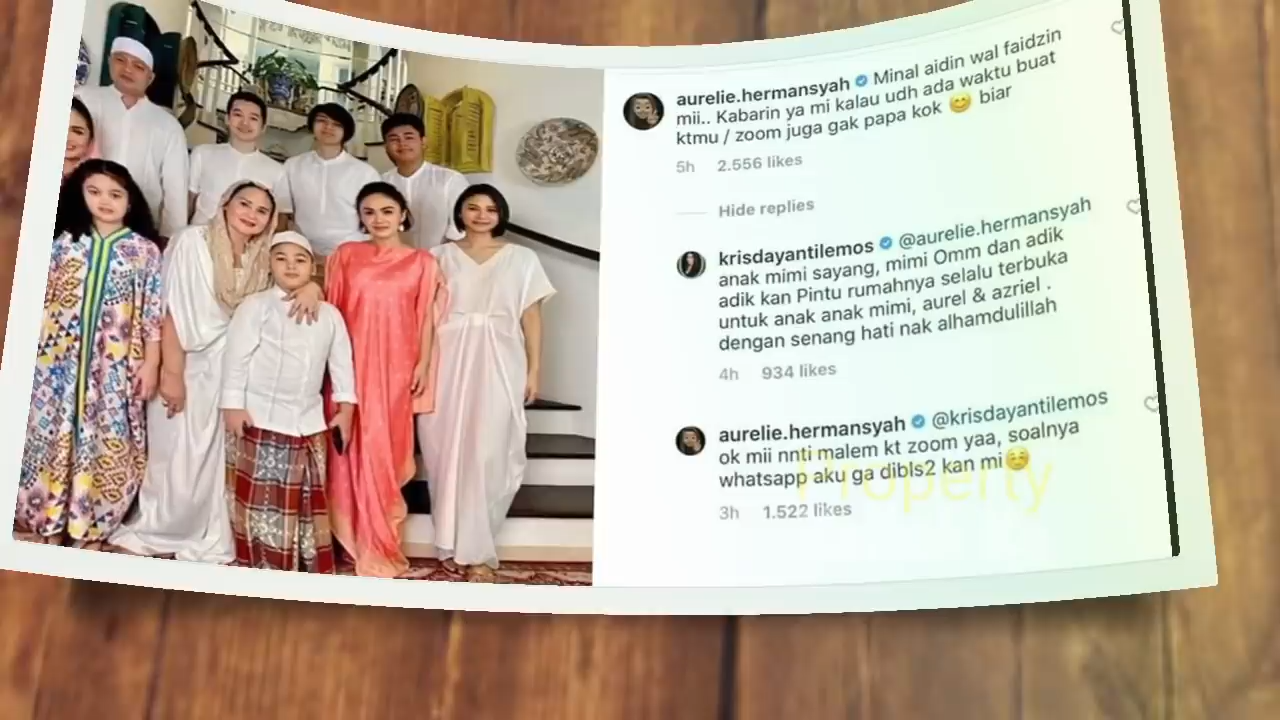 aurelie.hermansyah Minal aidin wal faidzin
mii.. Kabarin ya mi kalau udh ada waktu buat
ktmu / zoom juga gak papa kok 😊 biar
5h 2.556 likes
Hide replies
krisdayantilemos @aurelie.hermansyah
anak mimi sayang, mimi Omm dan adik
adik kan Pintu rumahnya selalu terbuka
untuk anak anak mimi, aurel & azriel .
dengan senang hati nak alhamdulillah
4h 934 likes
aurelie.hermansyah @krisdayantilemos
ok mii nnti malem kt zoom yaa, soalnya
whatsapp aku ga dibls2 kan mi☺️
Property
3h 1.522 likes